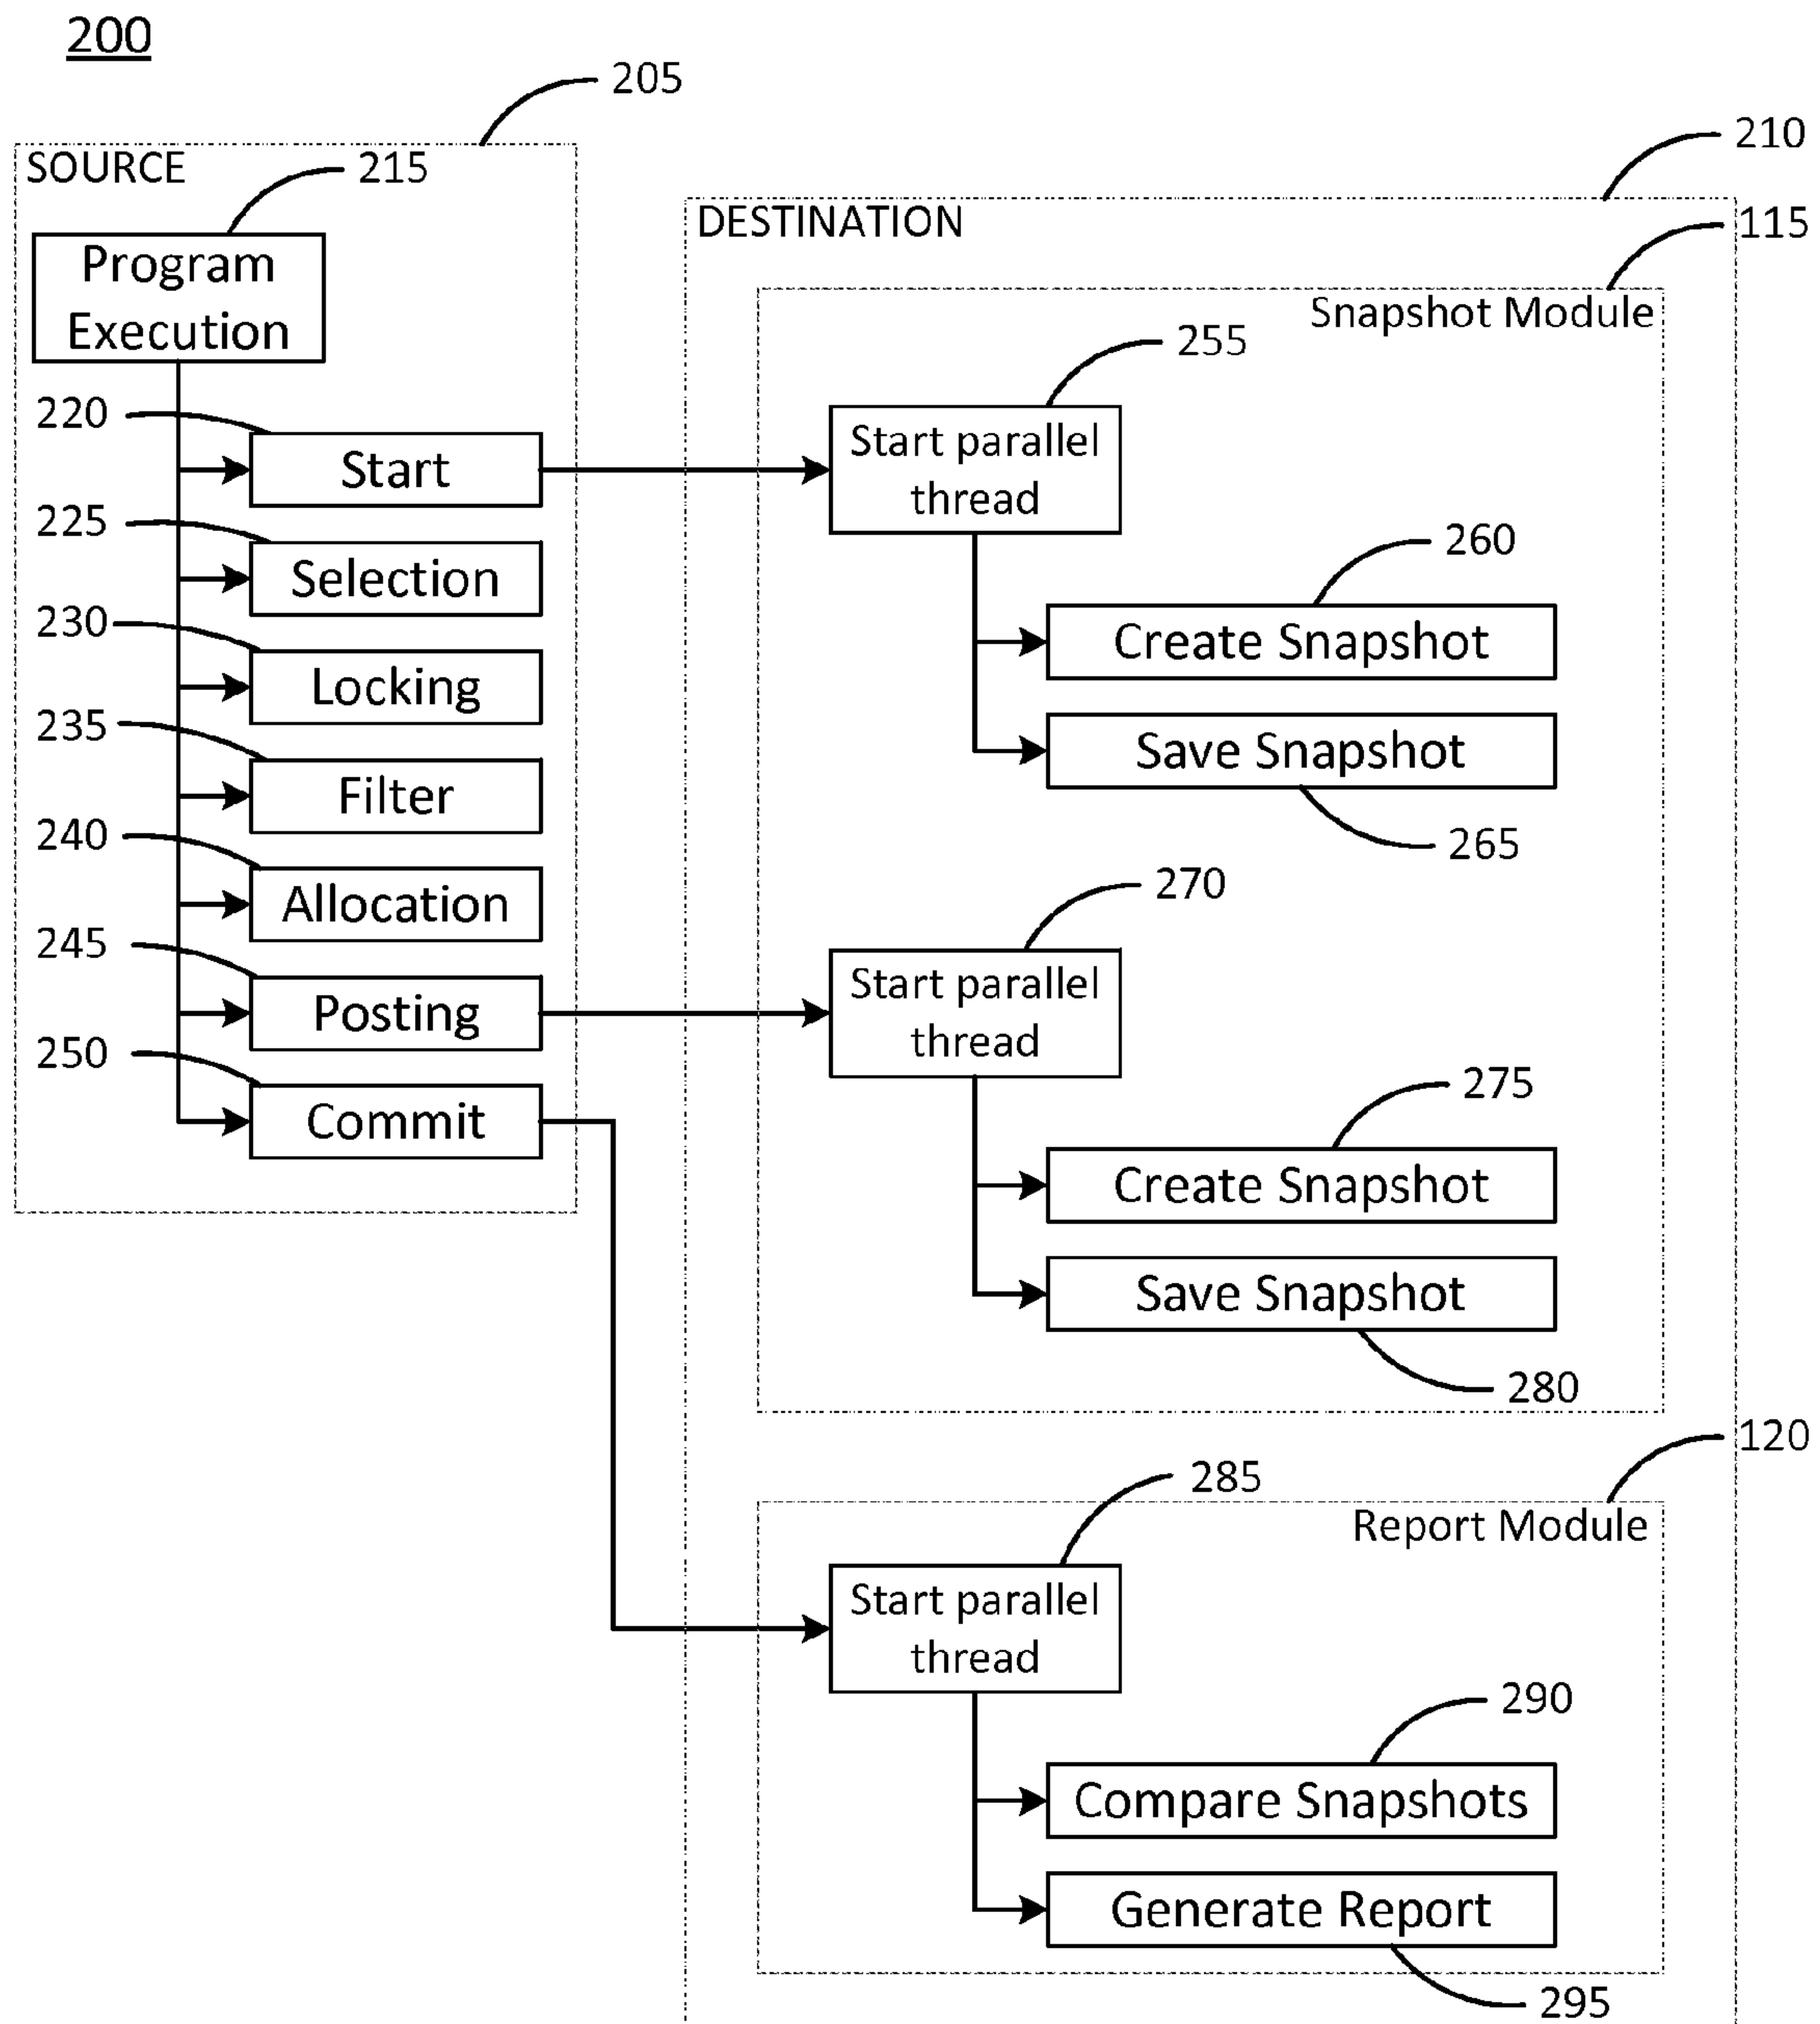 200
205
SOURCE
215
Program
Execution
220
Start
225
Selection
230
Locking
235
Filter
240
Allocation
245
Posting
250
Commit
210
DESTINATION
115
Snapshot Module
255
Start parallel
thread
260
Create Snapshot
Save Snapshot
265
270
Start parallel
thread
275
Create Snapshot
Save Snapshot
280
120
Report Module
285
Start parallel
thread
290
Compare Snapshots
Generate Report
295